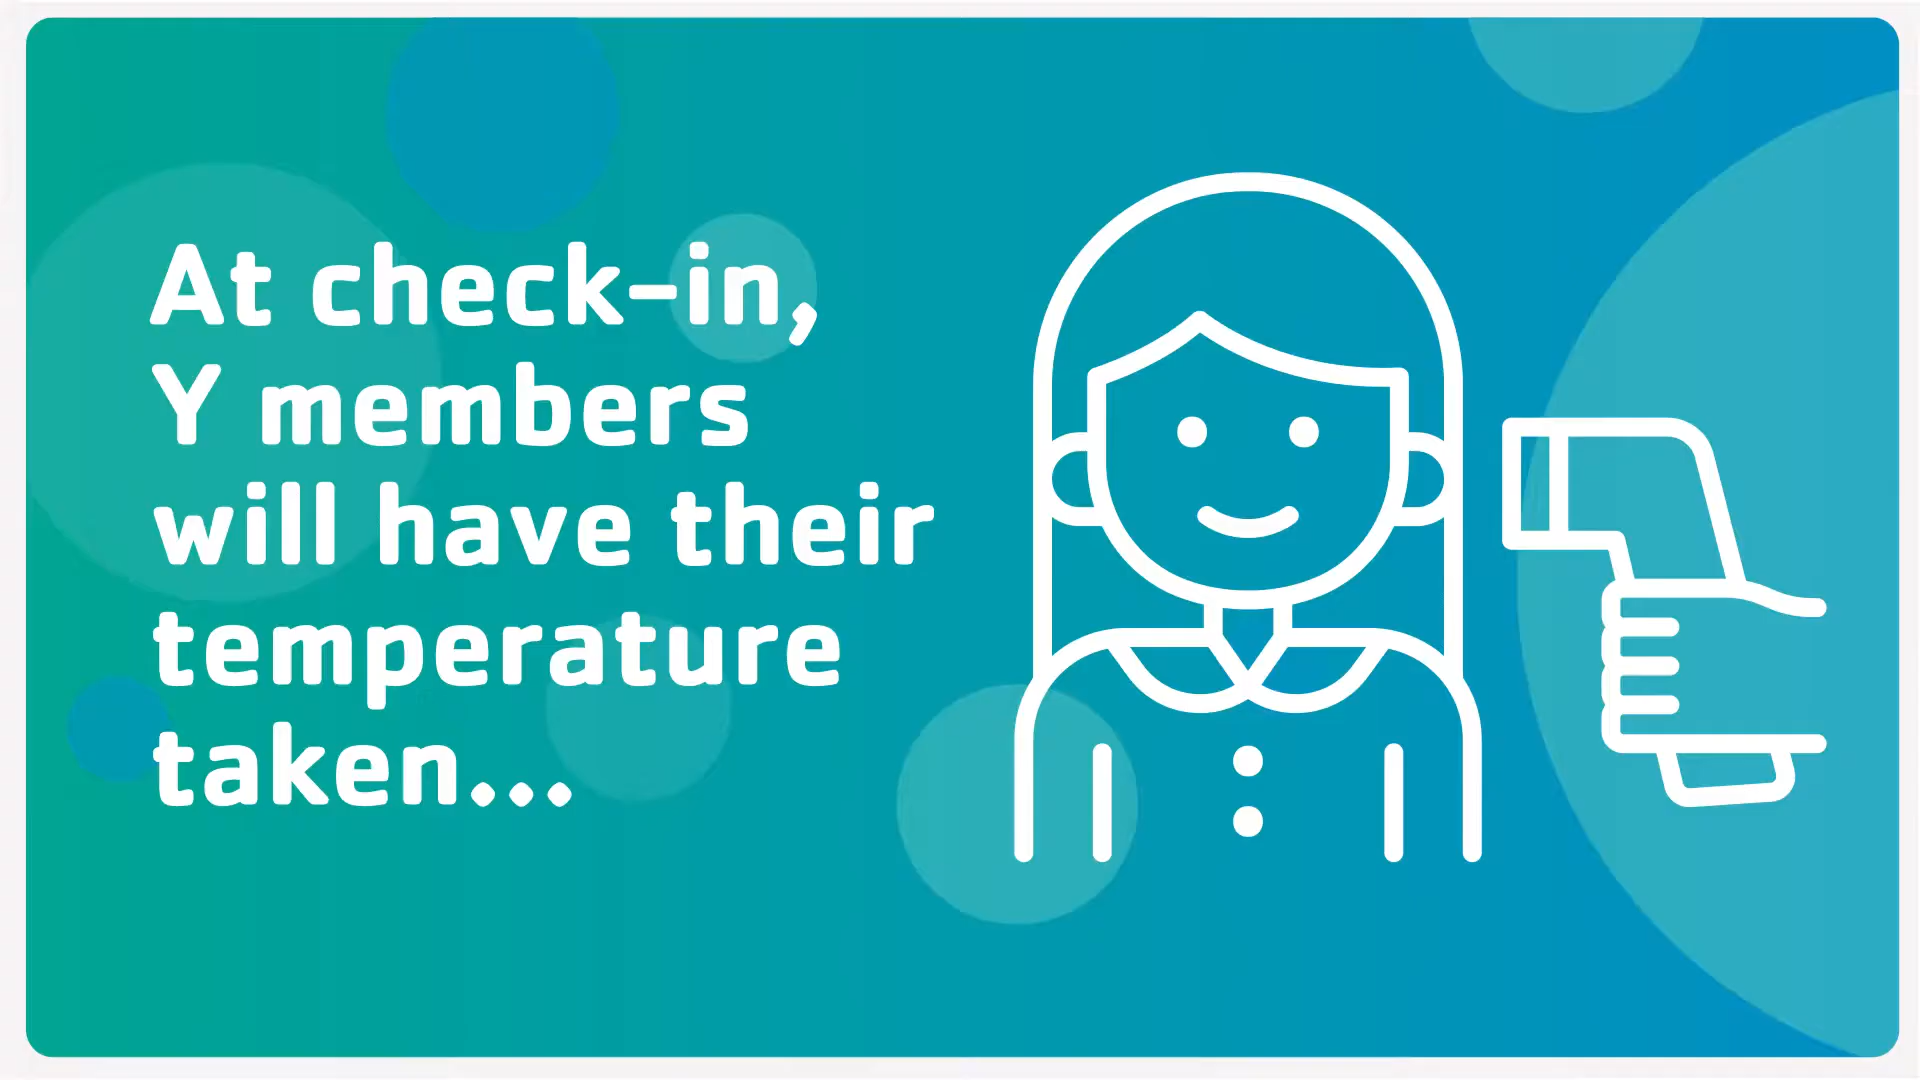 At check-in,
Y members
will have their
temperature
taken...